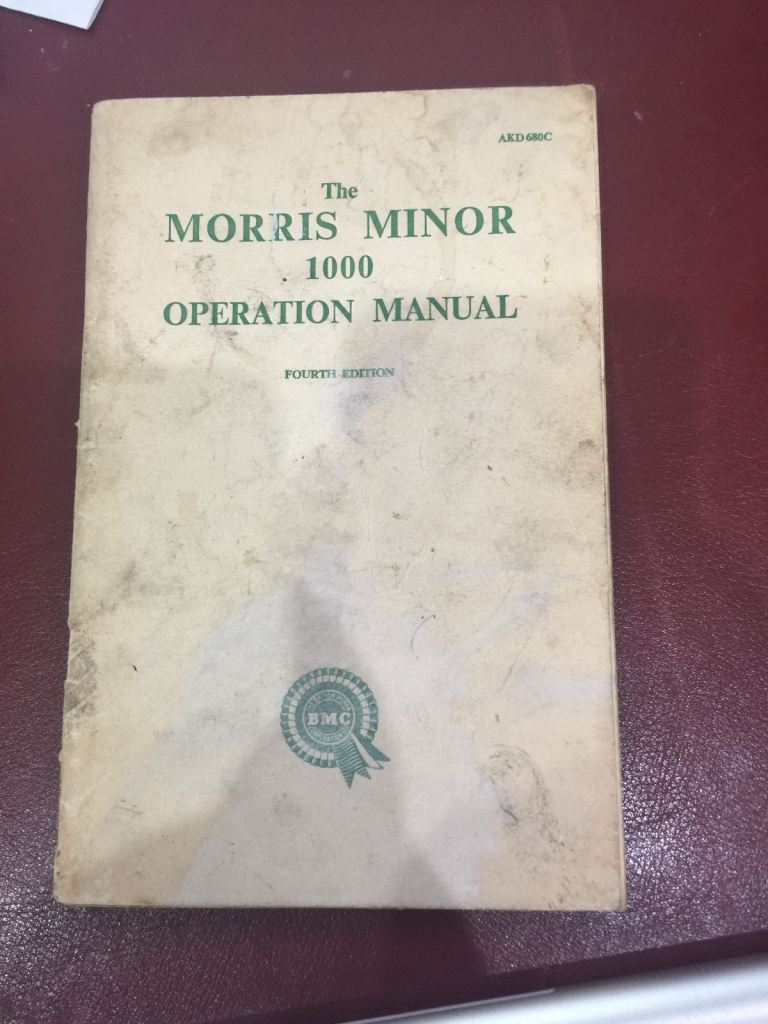 AKD 680C
The
MORRIS MINOR
1000
OPERATION MANUAL
FOURTH EDITION
BMC